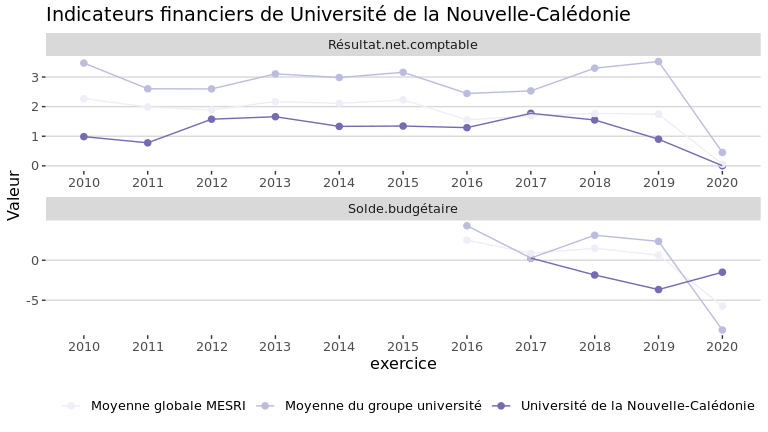 Indicateurs financiers de Université de la Nouvelle-Calédonie
Résultat.net.comptable
3
2
1
0
2010 2011 2012 2013 2014 2015 2016 2017 2018 2019 2020
Valeur
Solde.budgétaire
0
-5
2010 2011 2012 2013 2014 2015 2016 2017 2018 2019 2020
exercice
Moyenne globale MESRI Moyenne du groupe université Université de la Nouvelle-Calédonie